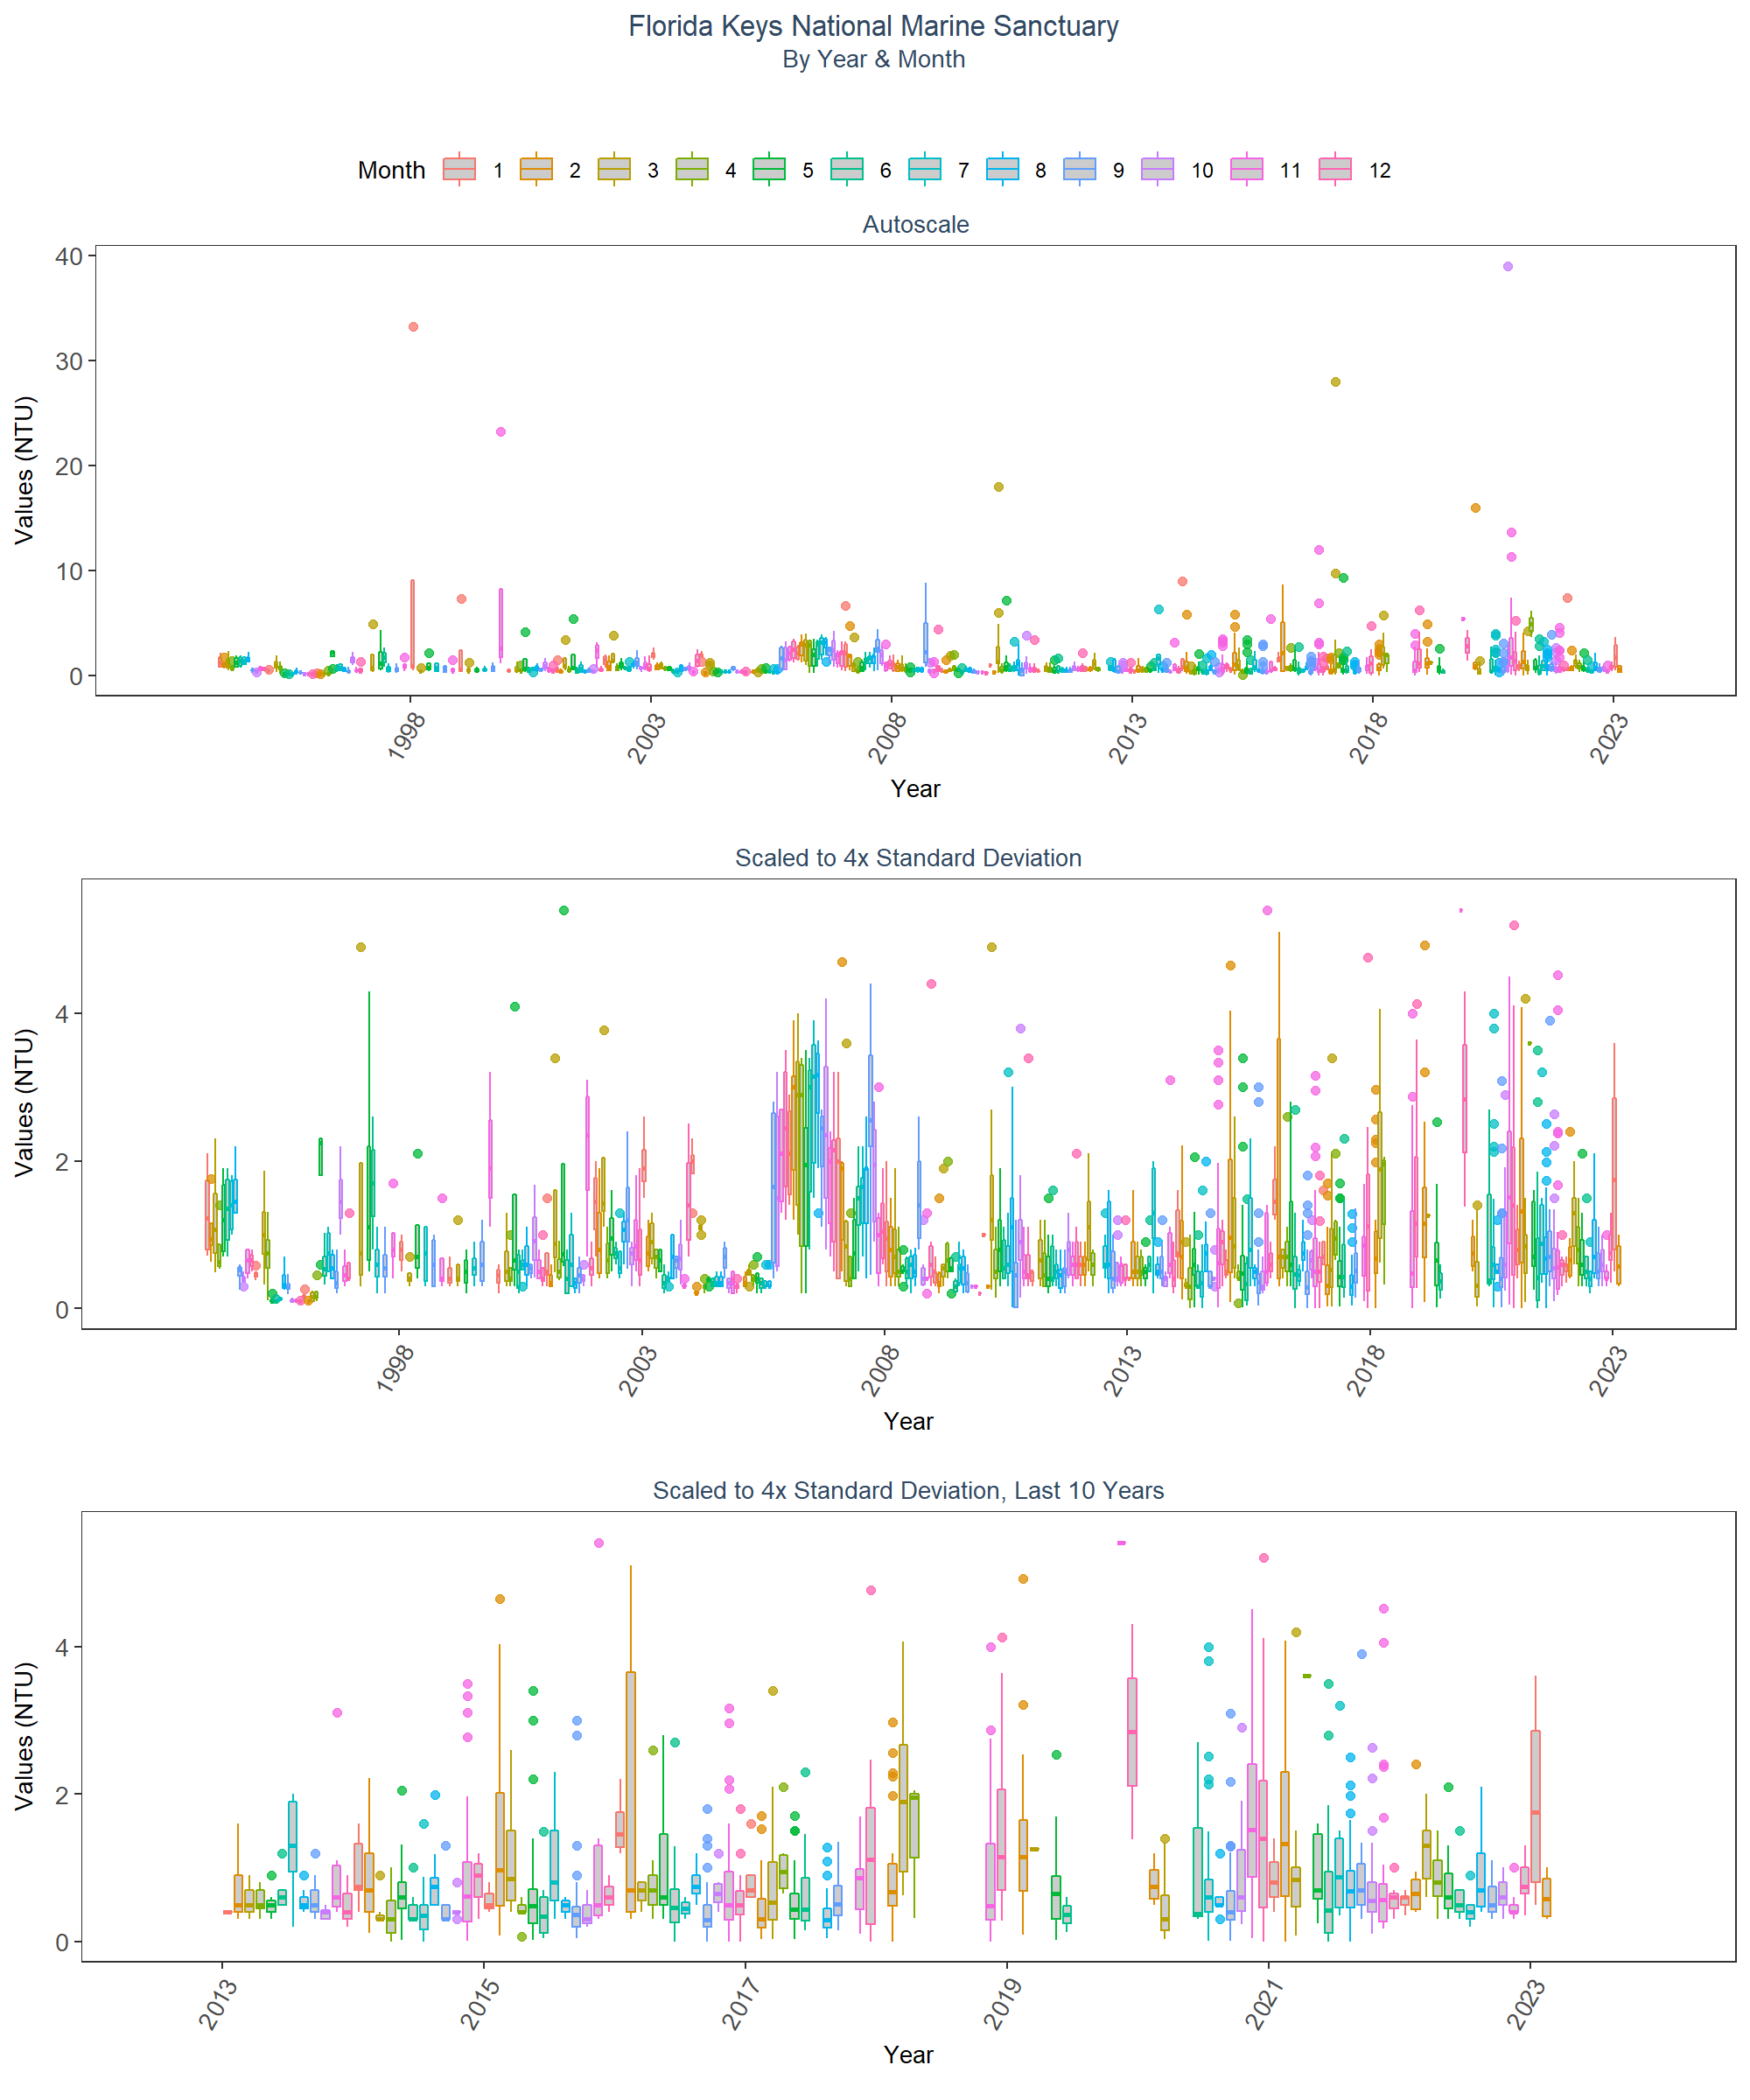 Florida Keys National Marine Sanctuary
By Year & Month
Month 1 2 3 4 5 6 7 8 9 10 11 12
Autoscale
Values (NTU)
40
30
20
10
0
1998 2003 2008 2013 2018 2023
Year
Scaled to 4x Standard Deviation
Values (NTU)
4
2
0
1998 2003 2008 2013 2018 2023
Year
Scaled to 4x Standard Deviation, Last 10 Years
Values (NTU)
4
2
0
2013 2015 2017 2019 2021 2023
Year